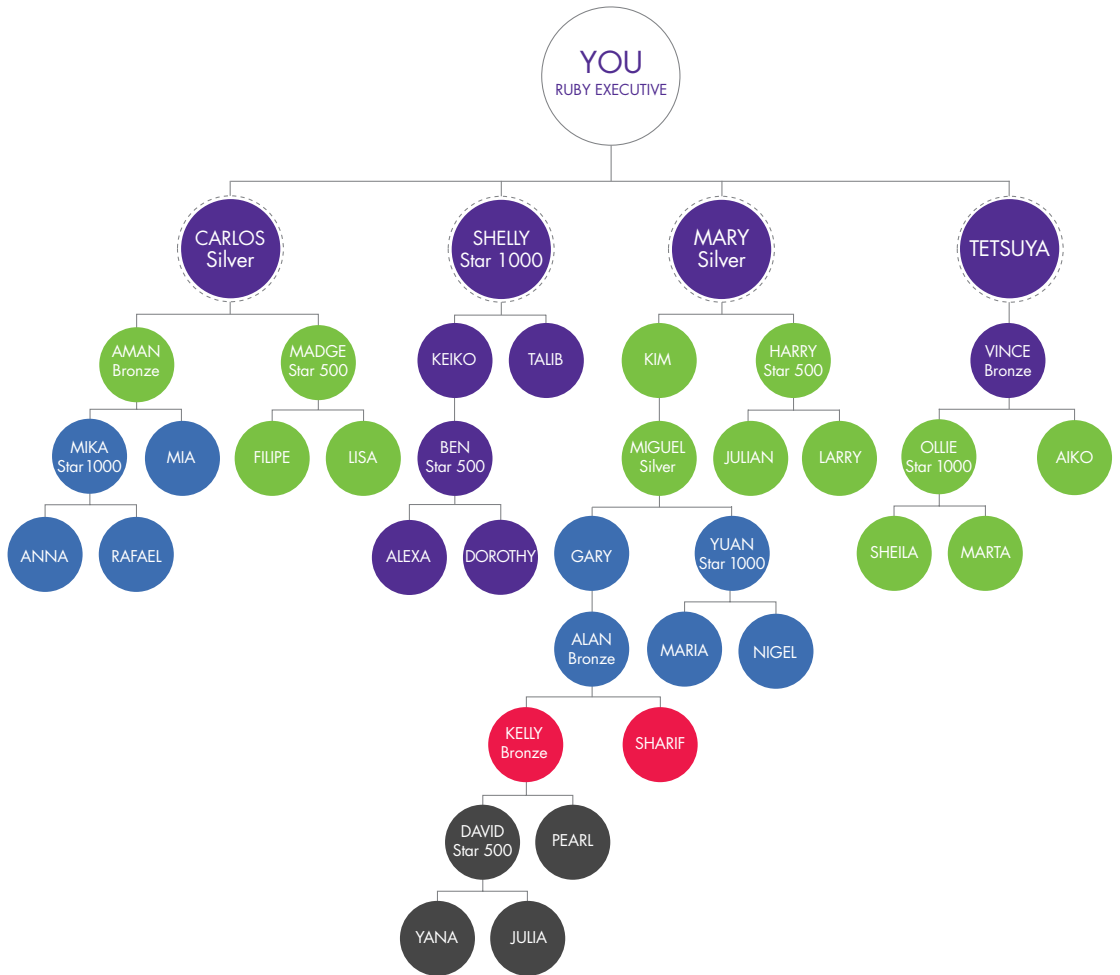 YOU
RUBY EXECUTIVE
CARLOS
Silver
SHELLY
Star 1000
MARY
Silver
TETSUYA
AMAN
Bronze
MADGE
Star 500
KEIKO
TALIB
KIM
HARRY
Star 500
VINCE
Bronze
MIKA
Star 1000
MIA
FILIPE
LISA
BEN
Star 500
MIGUEL
Silver
JULIAN
LARRY
OLLIE
Star 1000
AIKO
ANNA
RAFAEL
ALEXA
DOROTHY
GARY
YUAN
Star 1000
SHEILA
MARTA
ALAN
Bronze
MARIA
NIGEL
KELLY
Bronze
SHARIF
DAVID
Star 500
PEARL
YANA
JULIA